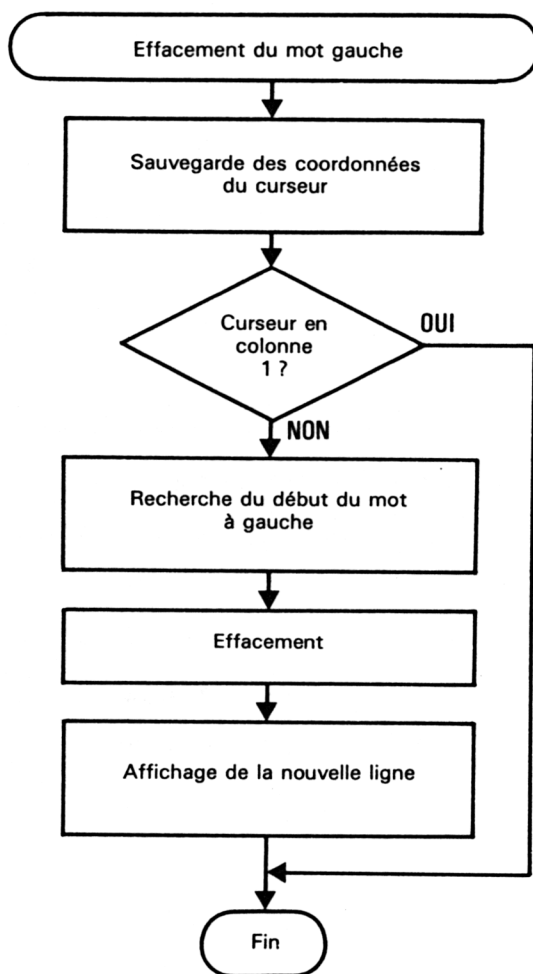 Effacement du mot gauche
Sauvegarde des coordonnées
du curseur
Curseur en
colonne
1 ?
OUI
NON
Recherche du début du mot
à gauche
Effacement
Affichage de la nouvelle ligne
Fin